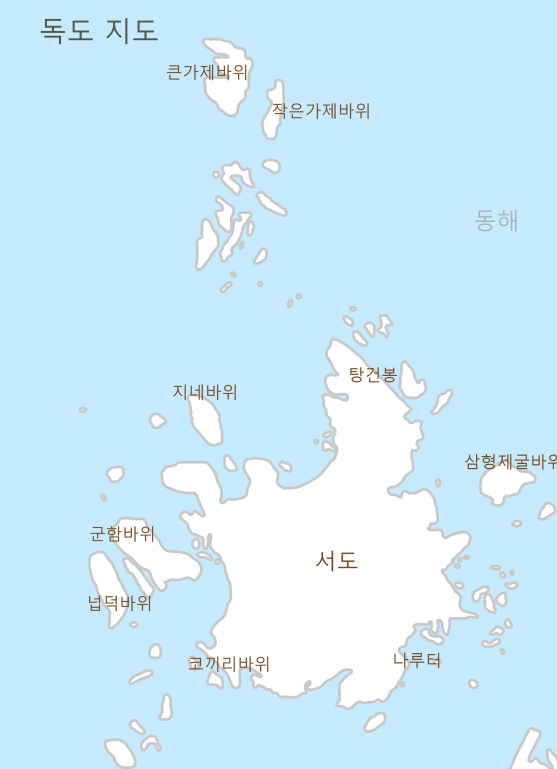 독도 지도
큰가제바위
작은가제바위
동해
탕건봉
지네바위
삼형제굴바위
군함바위
서도
넙덕바위
나루터
코끼리바위